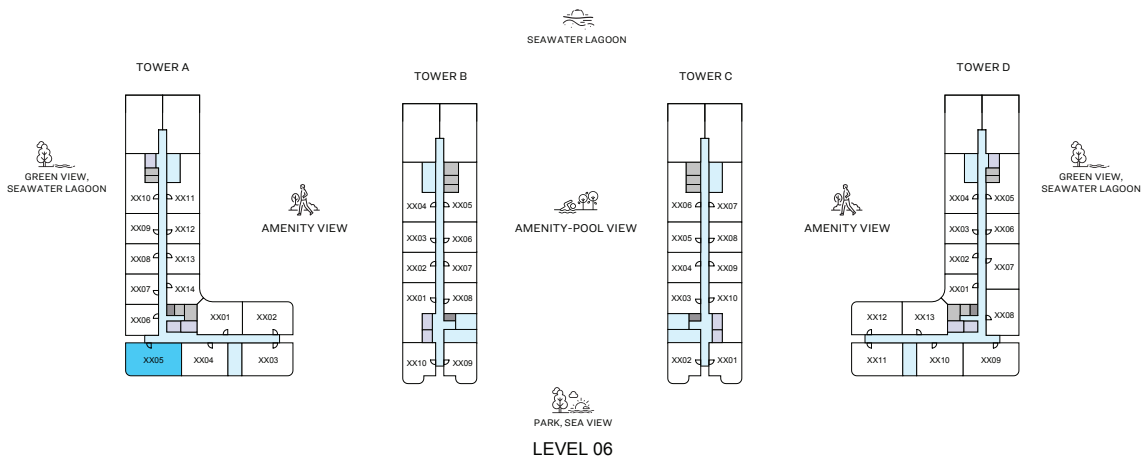 SEAWATER LAGOON
TOWER A
TOWER B
TOWER C
TOWER D
GREEN VIEW,
SEAWATER LAGOON
AMENITY VIEW
AMENITY-POOL VIEW
AMENITY VIEW
GREEN VIEW,
SEAWATER LAGOON
XX10 XX11
XX09 XX12
XX08 XX13
XX07 XX14
XX06 XX01 XX02
XX05 XX04 XX03
XX04 XX05
XX03 XX06
XX02 XX07
XX01 XX08
XX10 XX09
XX06 XX07
XX05 XX08
XX04 XX09
XX03 XX10
XX02 XX01
XX04 XX05
XX03 XX06
XX02 XX07
XX01
XX12 XX13 XX08
XX11 XX10 XX09
PARK, SEA VIEW
LEVEL 06